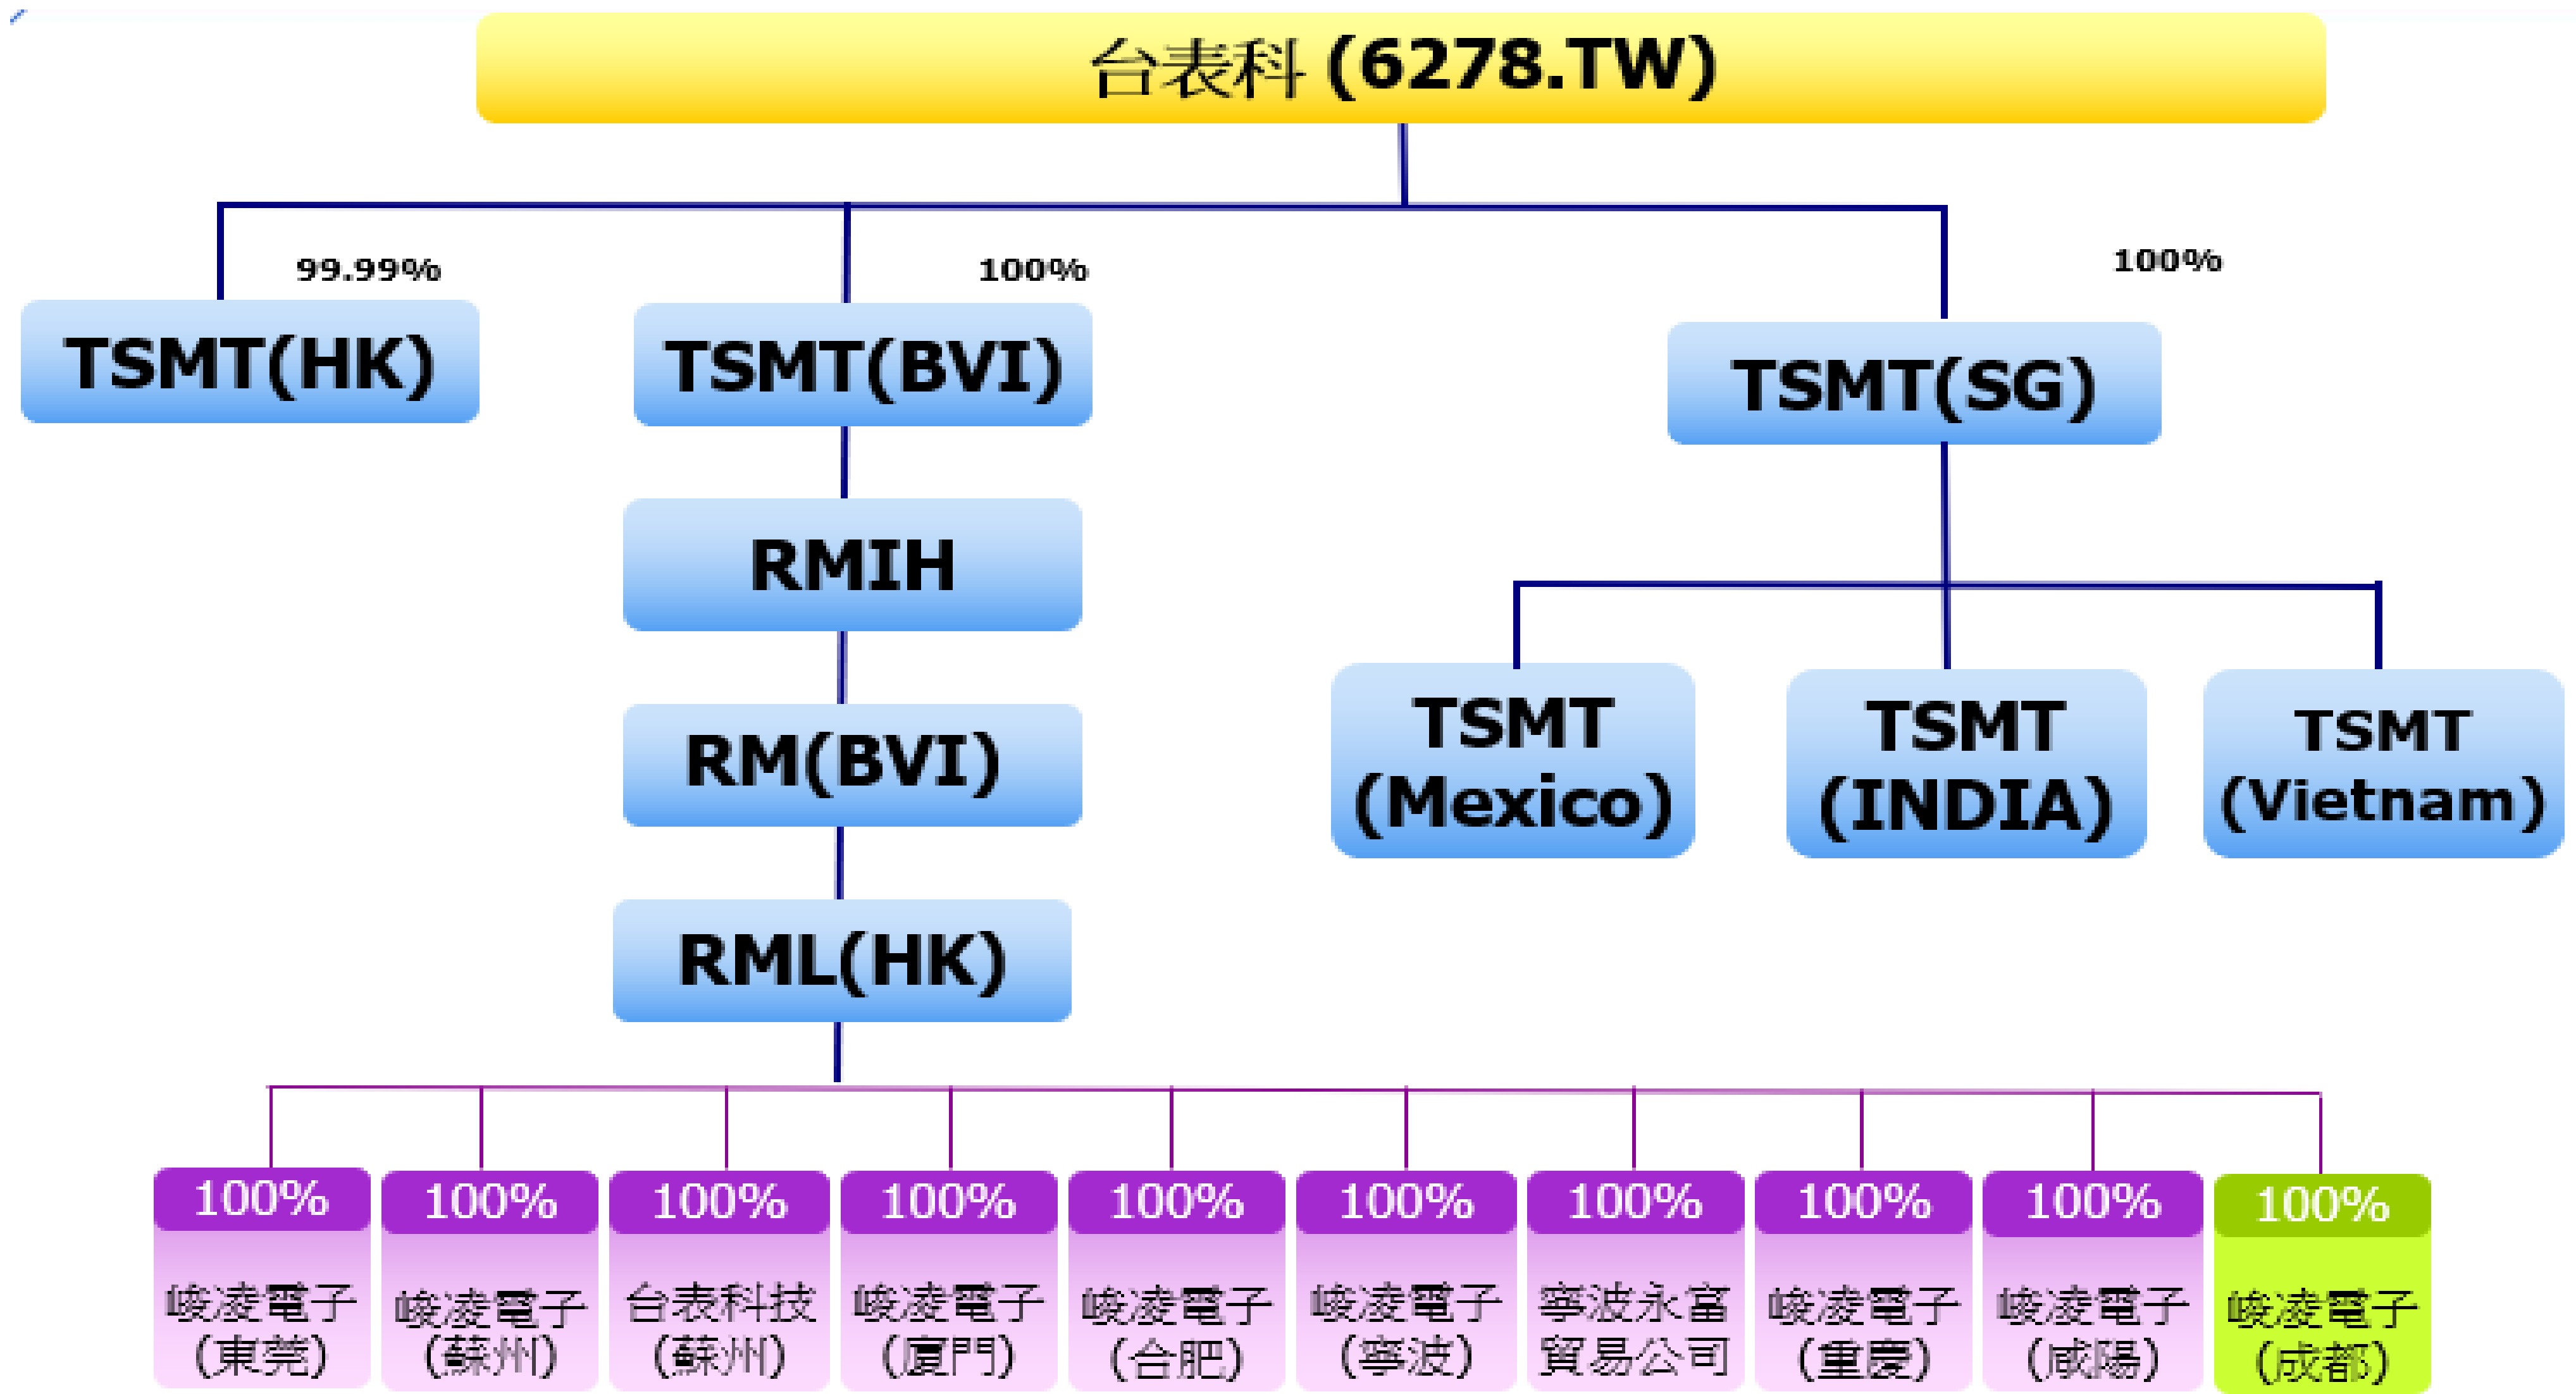 台表科 (6278.TW)
99.99%
100%
100%
TSMT(HK)
TSMT(BVI)
TSMT(SG)
RMIH
RM(BVI)
RML(HK)
TSMT
(Mexico)
TSMT
(INDIA)
TSMT
(Vietnam)
100%
峻凌電子
(東莞)
100%
峻凌電子
(蘇州)
100%
台表科技
(蘇州)
100%
峻凌電子
(廈門)
100%
峻凌電子
(合肥)
100%
峻凌電子
(寧波)
100%
寧波永富
貿易公司
100%
峻凌電子
(重慶)
100%
峻凌電子
(咸陽)
100%
峻凌電子
(成都)